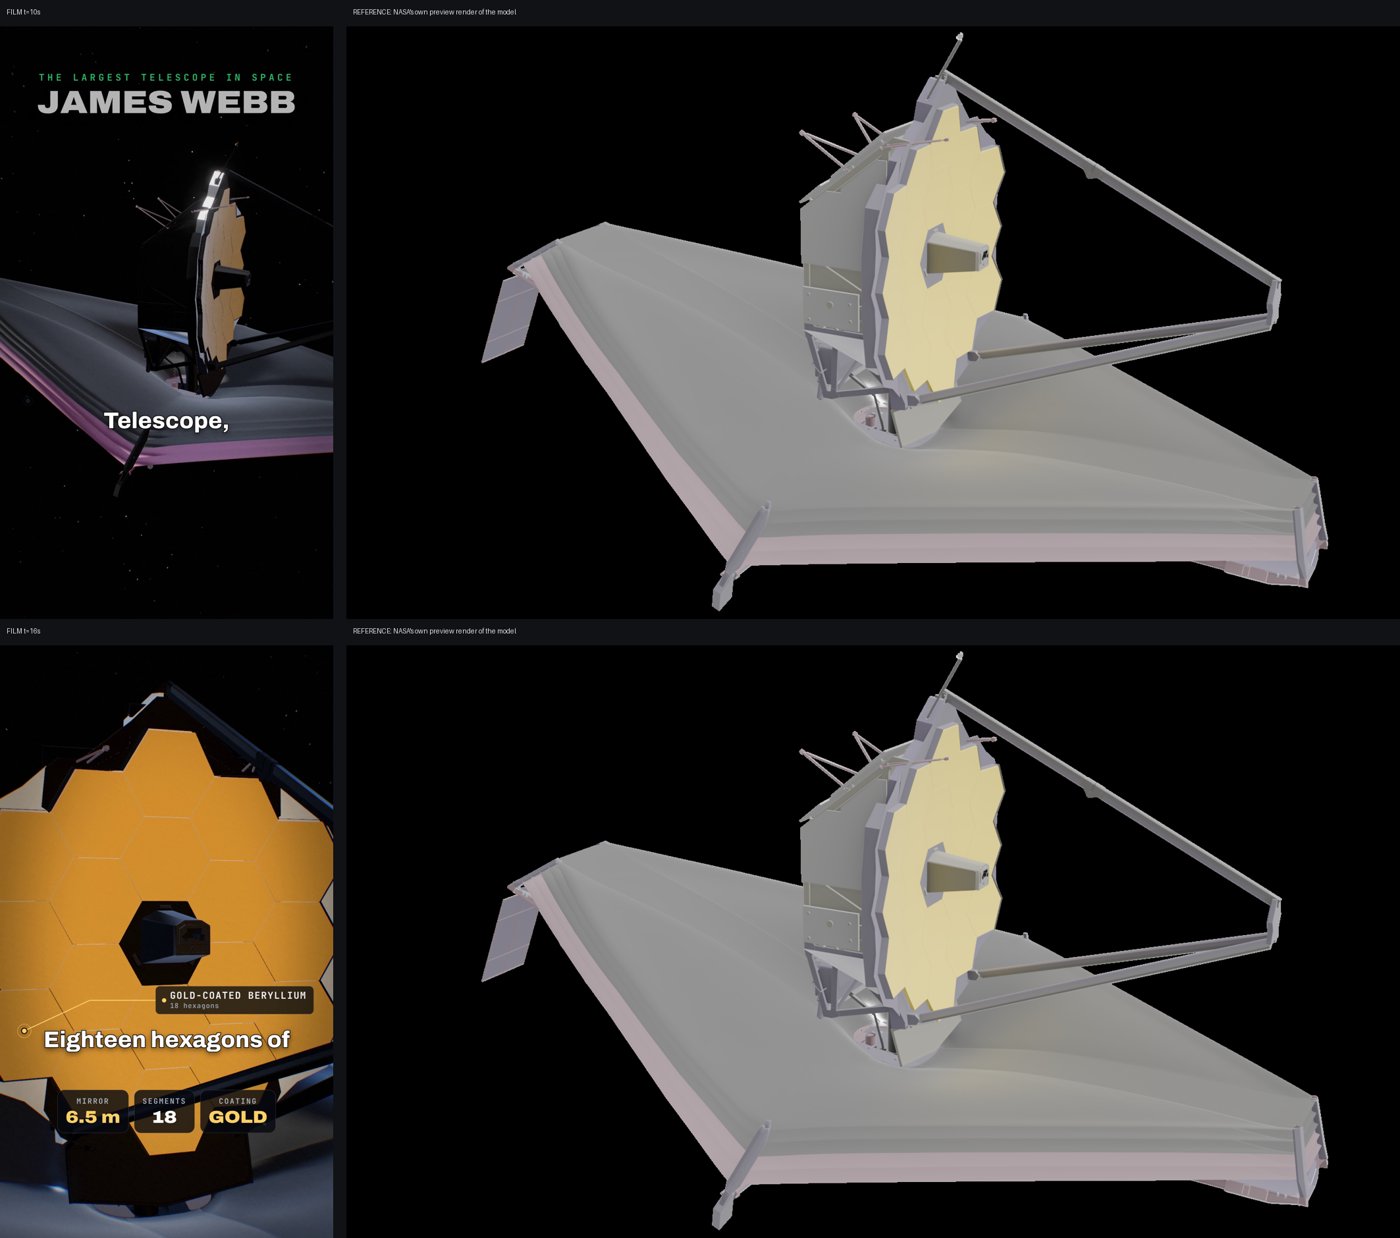 FILM t=10s
REFERENCE: NASA's own preview render of the model
THE LARGEST TELESCOPE IN SPACE
JAMES WEBB
Telescope,
FILM t=16s
REFERENCE: NASA's own preview render of the model
GOLD-COATED BERYLLIUM
18 hexagons
Eighteen hexagons of
MIRROR
6.5 m
SEGMENTS
18
COATING
GOLD